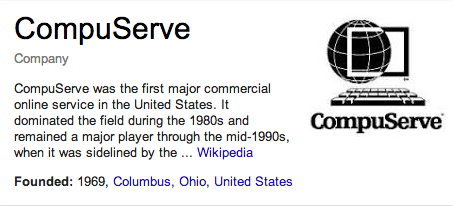 CompuServe
Company
CompuServe was the first major commercial
online service in the United States. It
dominated the field during the 1980s and
remained a major player through the mid-1990s,
when it was sidelined by the ... Wikipedia
Founded: 1969, Columbus, Ohio, United States
CompuServe